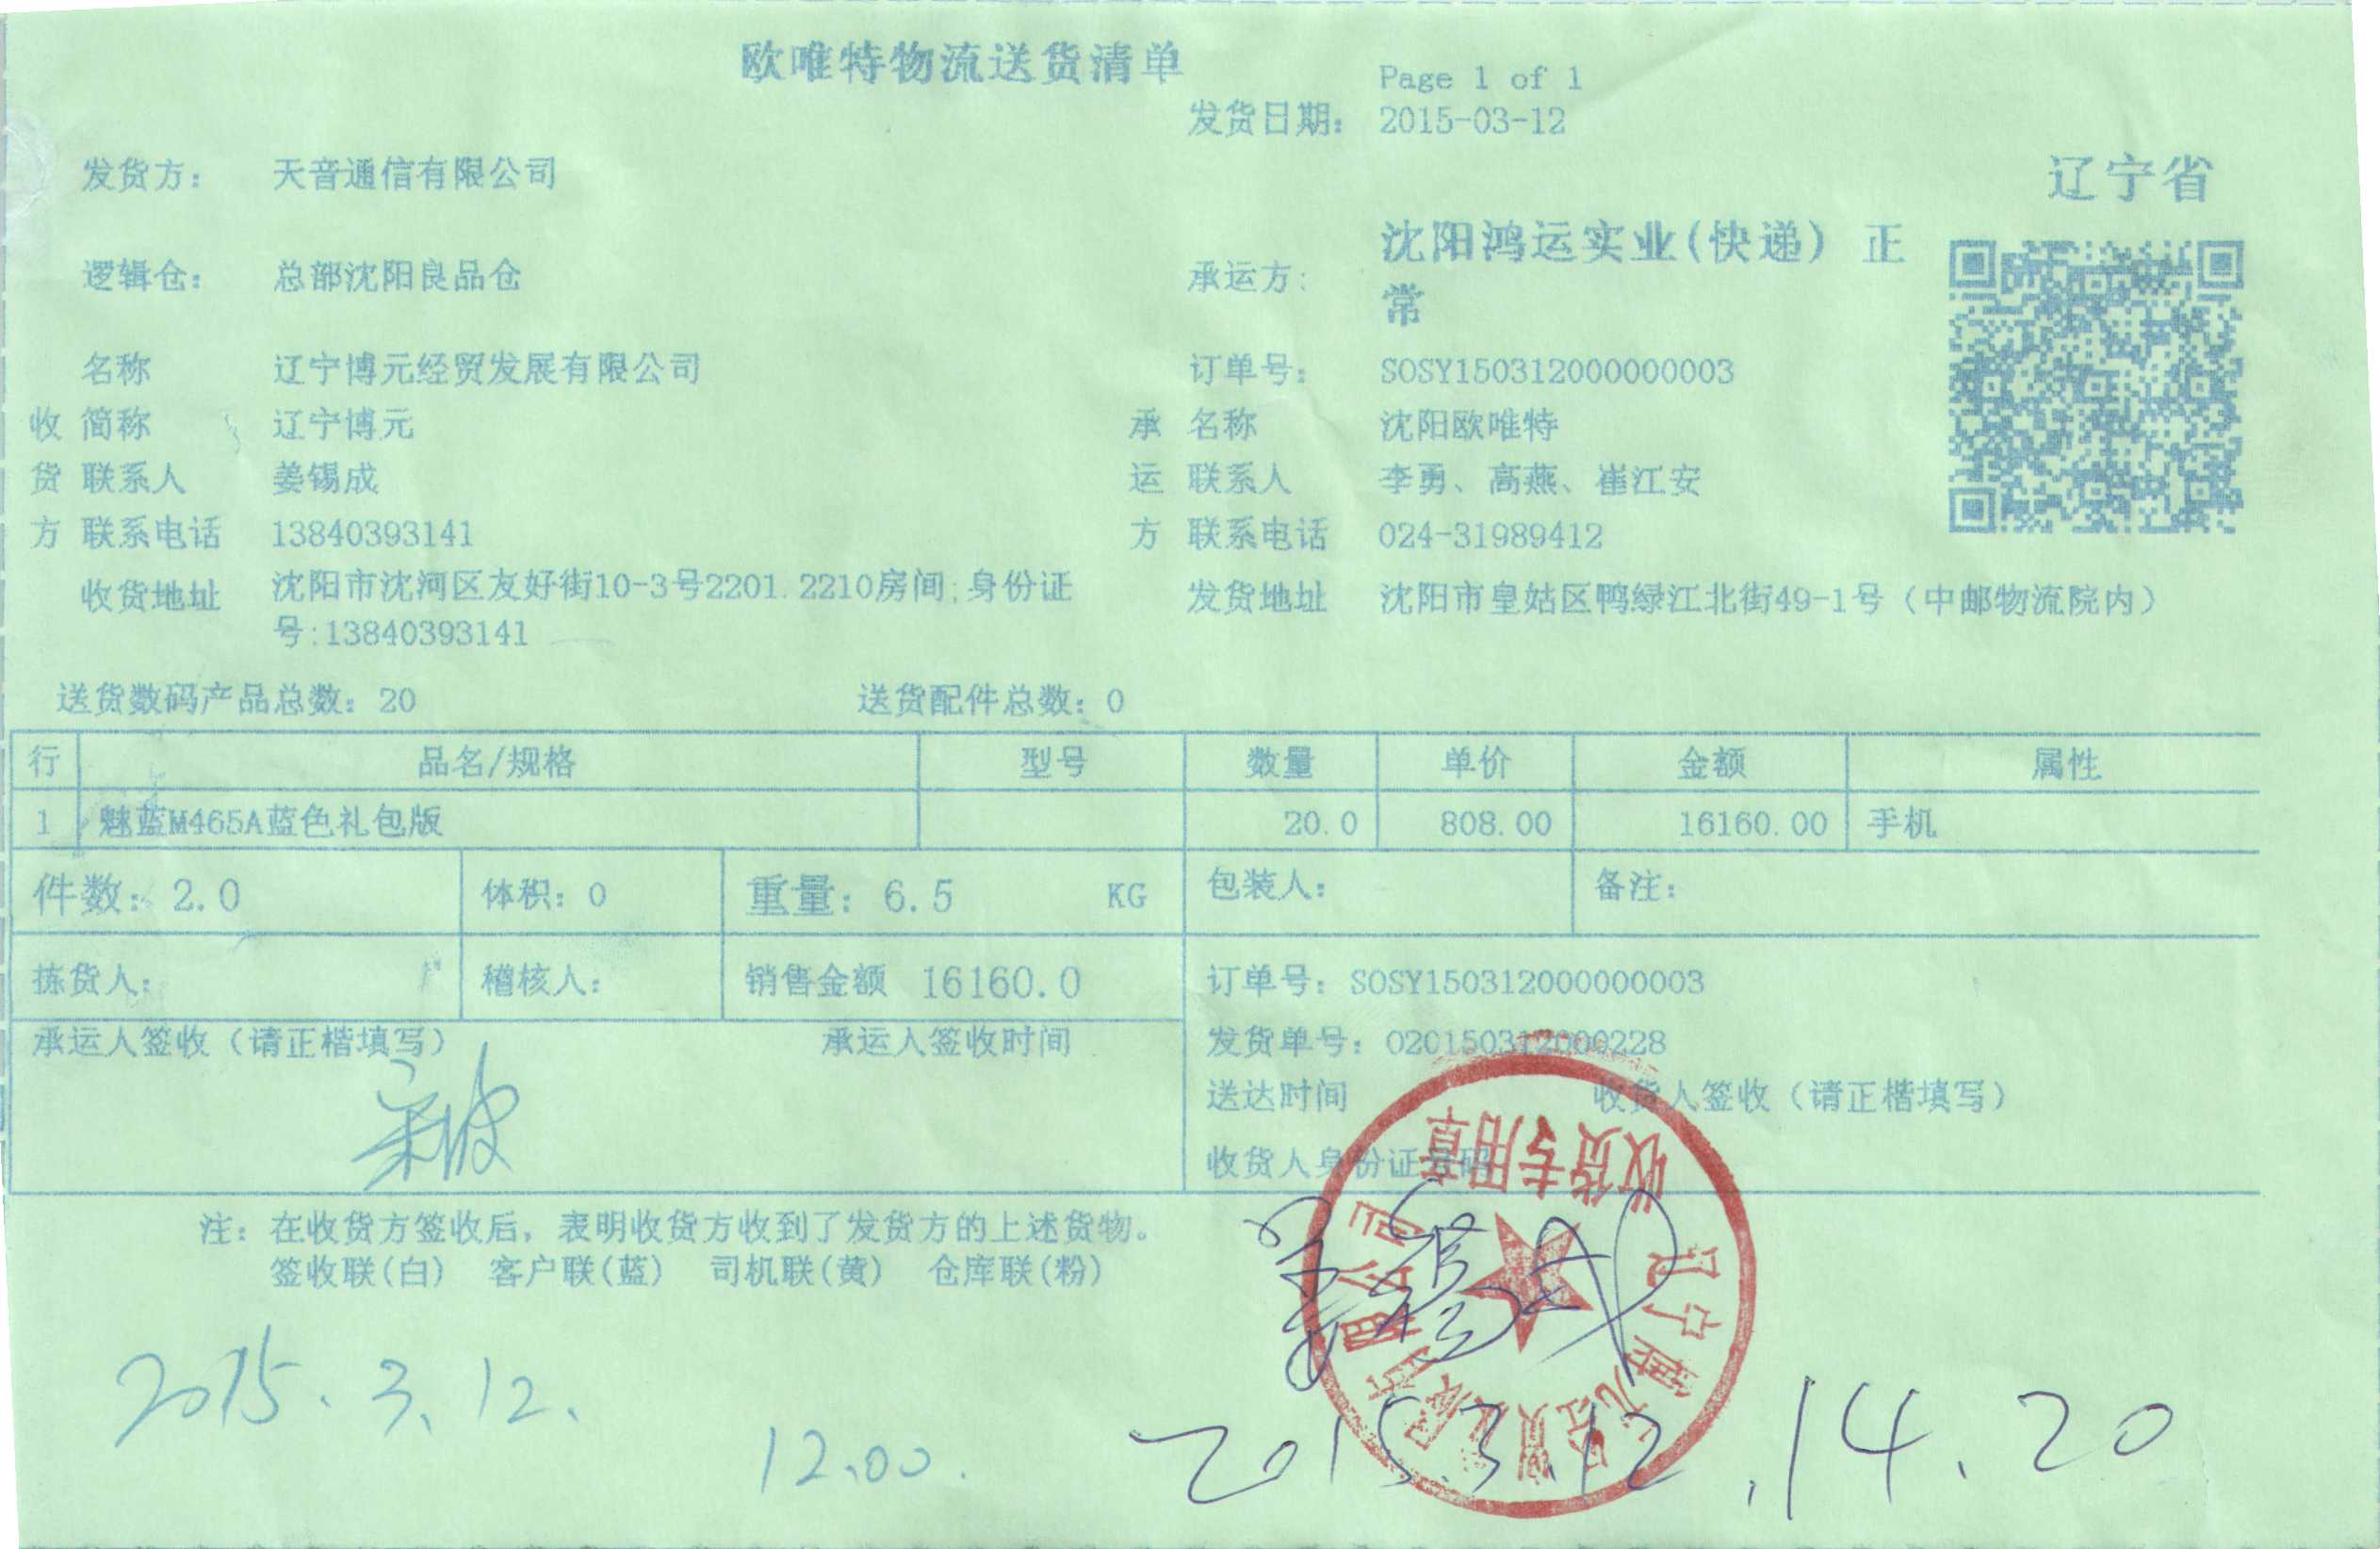 欧唯特物流送货清单
Page 1 of 1
发货日期： 2015-03-12
发货方： 天音通信有限公司
辽宁省
逻辑仓： 总部沈阳良品仓
承运方： 沈阳鸿运实业(快递) 正
常
名称 辽宁博元经贸发展有限公司 订单号： SOSY150312000000003
收 简称 辽宁博元 承 名称 沈阳欧唯特
货 联系人 姜锡成 运 联系人 李勇、高燕、崔江安
方 联系电话 13840393141 方 联系电话 024-31989412
收货地址 沈阳市沈河区友好街10-3号2201.2210房间;身份证 发货地址 沈阳市皇姑区鸭绿江北街49-1号（中邮物流院内）
号:13840393141
送货数码产品总数：20 送货配件总数：0
行 品名/规格 型号 数量 单价 金额 属性
1 魅蓝M465A蓝色礼包版 20.0 808.00 16160.00 手机
件数：2.0 体积：0 重量：6.5 KG 包装人： 备注：
拣货人： 稽核人： 销售金额 16160.0 订单号：SOSY150312000000003
承运人签收（请正楷填写） 承运人签收时间 发货单号：020150312000228
送达时间 收货人签收（请正楷填写）
收货人身份证号码
收货专用章
辽宁博元经贸发展有限公司
注：在收货方签收后，表明收货方收到了发货方的上述货物。
签收联(白) 客户联(蓝) 司机联(黄) 仓库联(粉)
姜锡成
2015.3.12.
12.00.
2015.3.12.14.20